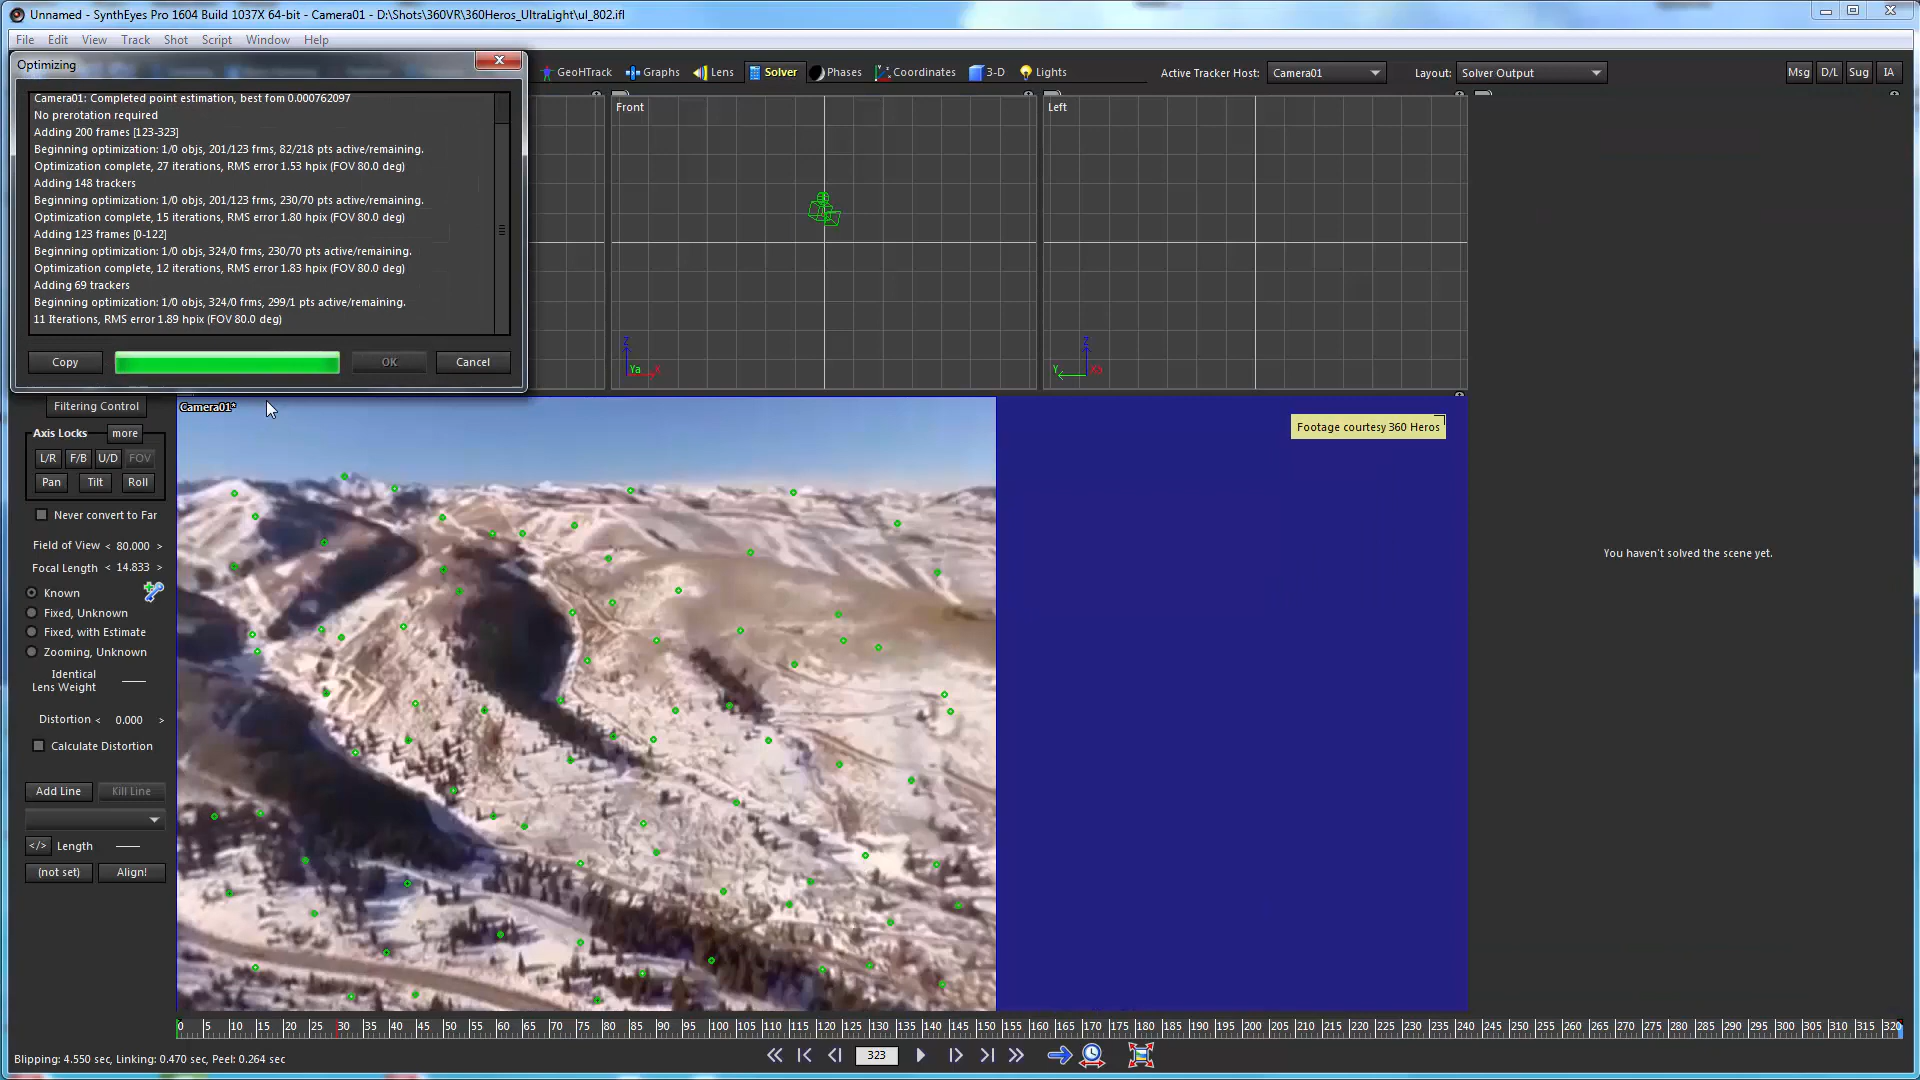 Unnamed - SynthEyes Pro 1604 Build 1037X 64-bit - Camera01 - D:\Shots\360VR\360Heros_UltraLight\ul_802.ifl
File Edit View Track Shot Script Window Help
Optimizing
GeoHTrack Graphs Lens Solver Phases Coordinates 3-D Lights Active Tracker Host: Camera01 Layout: Solver Output Msg D/L Sug IA
Camera01: Completed point estimation, best fom 0.000762097
No prerotation required
Adding 200 frames [123-323]
Beginning optimization: 1/0 objs, 201/123 frms, 82/218 pts active/remaining.
Optimization complete, 27 iterations, RMS error 1.53 hpix (FOV 80.0 deg)
Adding 148 trackers
Beginning optimization: 1/0 objs, 201/123 frms, 230/70 pts active/remaining.
Optimization complete, 15 iterations, RMS error 1.80 hpix (FOV 80.0 deg)
Adding 123 frames [0-122]
Beginning optimization: 1/0 objs, 324/0 frms, 230/70 pts active/remaining.
Optimization complete, 12 iterations, RMS error 1.83 hpix (FOV 80.0 deg)
Adding 69 trackers
Beginning optimization: 1/0 objs, 324/0 frms, 299/1 pts active/remaining.
11 Iterations, RMS error 1.89 hpix (FOV 80.0 deg)
Copy OK Cancel
Front
Z
Ya X
Left
Z
Y Xa
Filtering Control
Axis Locks more
L/R F/B U/D FOV
Pan Tilt Roll
Never convert to Far
Field of View < 80.000 >
Focal Length < 14.833 >
Known
Fixed, Unknown
Fixed, with Estimate
Zooming, Unknown
Identical
Lens Weight
Distortion < 0.000 >
Calculate Distortion
Add Line Kill Line
</> Length
(not set) Align!
Camera01*
Footage courtesy 360 Heros
You haven't solved the scene yet.
0 5 10 15 20 25 30 35 40 45 50 55 60 65 70 75 80 85 90 95 100 105 110 115 120 125 130 135 140 145 150 155 160 165 170 175 180 185 190 195 200 205 210 215 220 225 230 235 240 245 250 255 260 265 270 275 280 285 290 295 300 305 310 315 320
Blipping: 4.550 sec, Linking: 0.470 sec, Peel: 0.264 sec
323